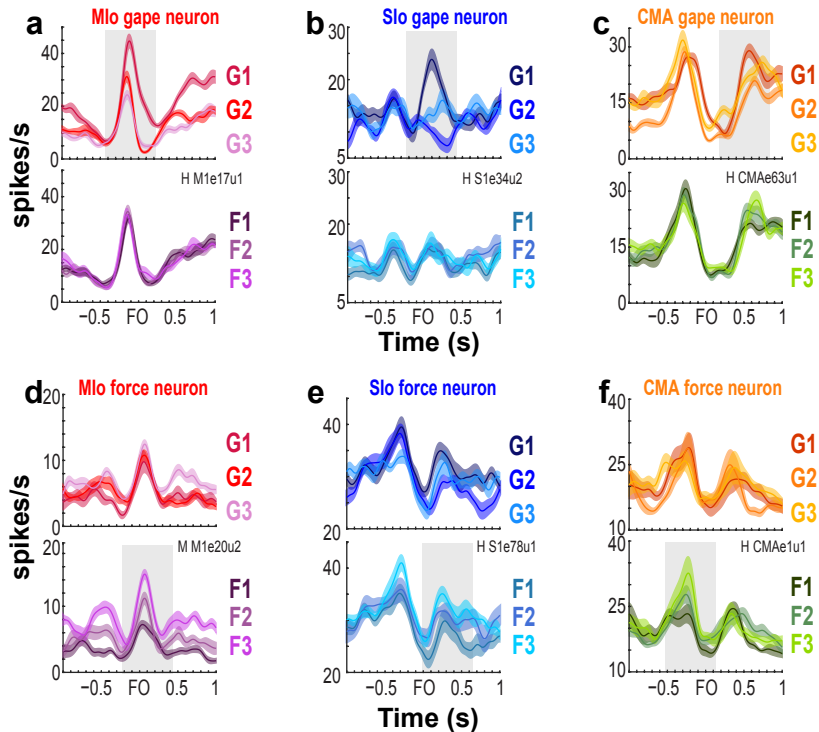 a MIo gape neuron
b SIo gape neuron
c CMA gape neuron
spikes/s
40
20
0
G1
G2
G3
30
20
5
G1
G2
G3
45
30
15
0
G1
G2
G3
H M1e17u1
H S1e34u2
H CMAe63u1
40
20
0
F1
F2
F3
30
20
5
F1
F2
F3
45
30
15
0
F1
F2
F3
−0.5 FO 0.5 1
−0.5 FO 0.5 1
−0.5 FO 0.5 1
Time (s)
d MIo force neuron
e SIo force neuron
f CMA force neuron
spikes/s
20
10
0
G1
G2
G3
40
20
G1
G2
G3
40
25
10
G1
G2
G3
M M1e20u2
H S1e78u1
H CMAe1u1
20
10
0
F1
F2
F3
40
20
F1
F2
F3
40
25
10
F1
F2
F3
−0.5 FO 0.5 1
−0.5 FO 0.5 1
−0.5 FO 0.5 1
Time (s)